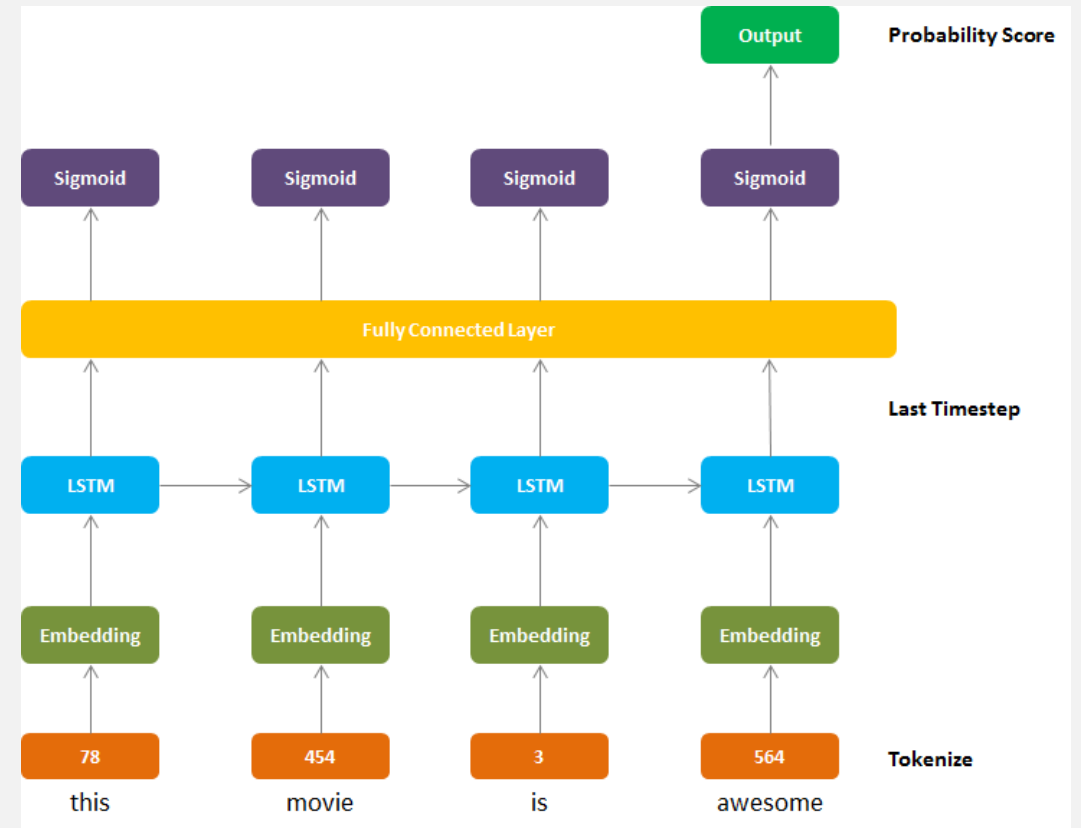 Output Probability Score
Sigmoid Sigmoid Sigmoid Sigmoid
Fully Connected Layer
Last Timestep
LSTM LSTM LSTM LSTM
Embedding Embedding Embedding Embedding
78 454 3 564 Tokenize
this movie is awesome